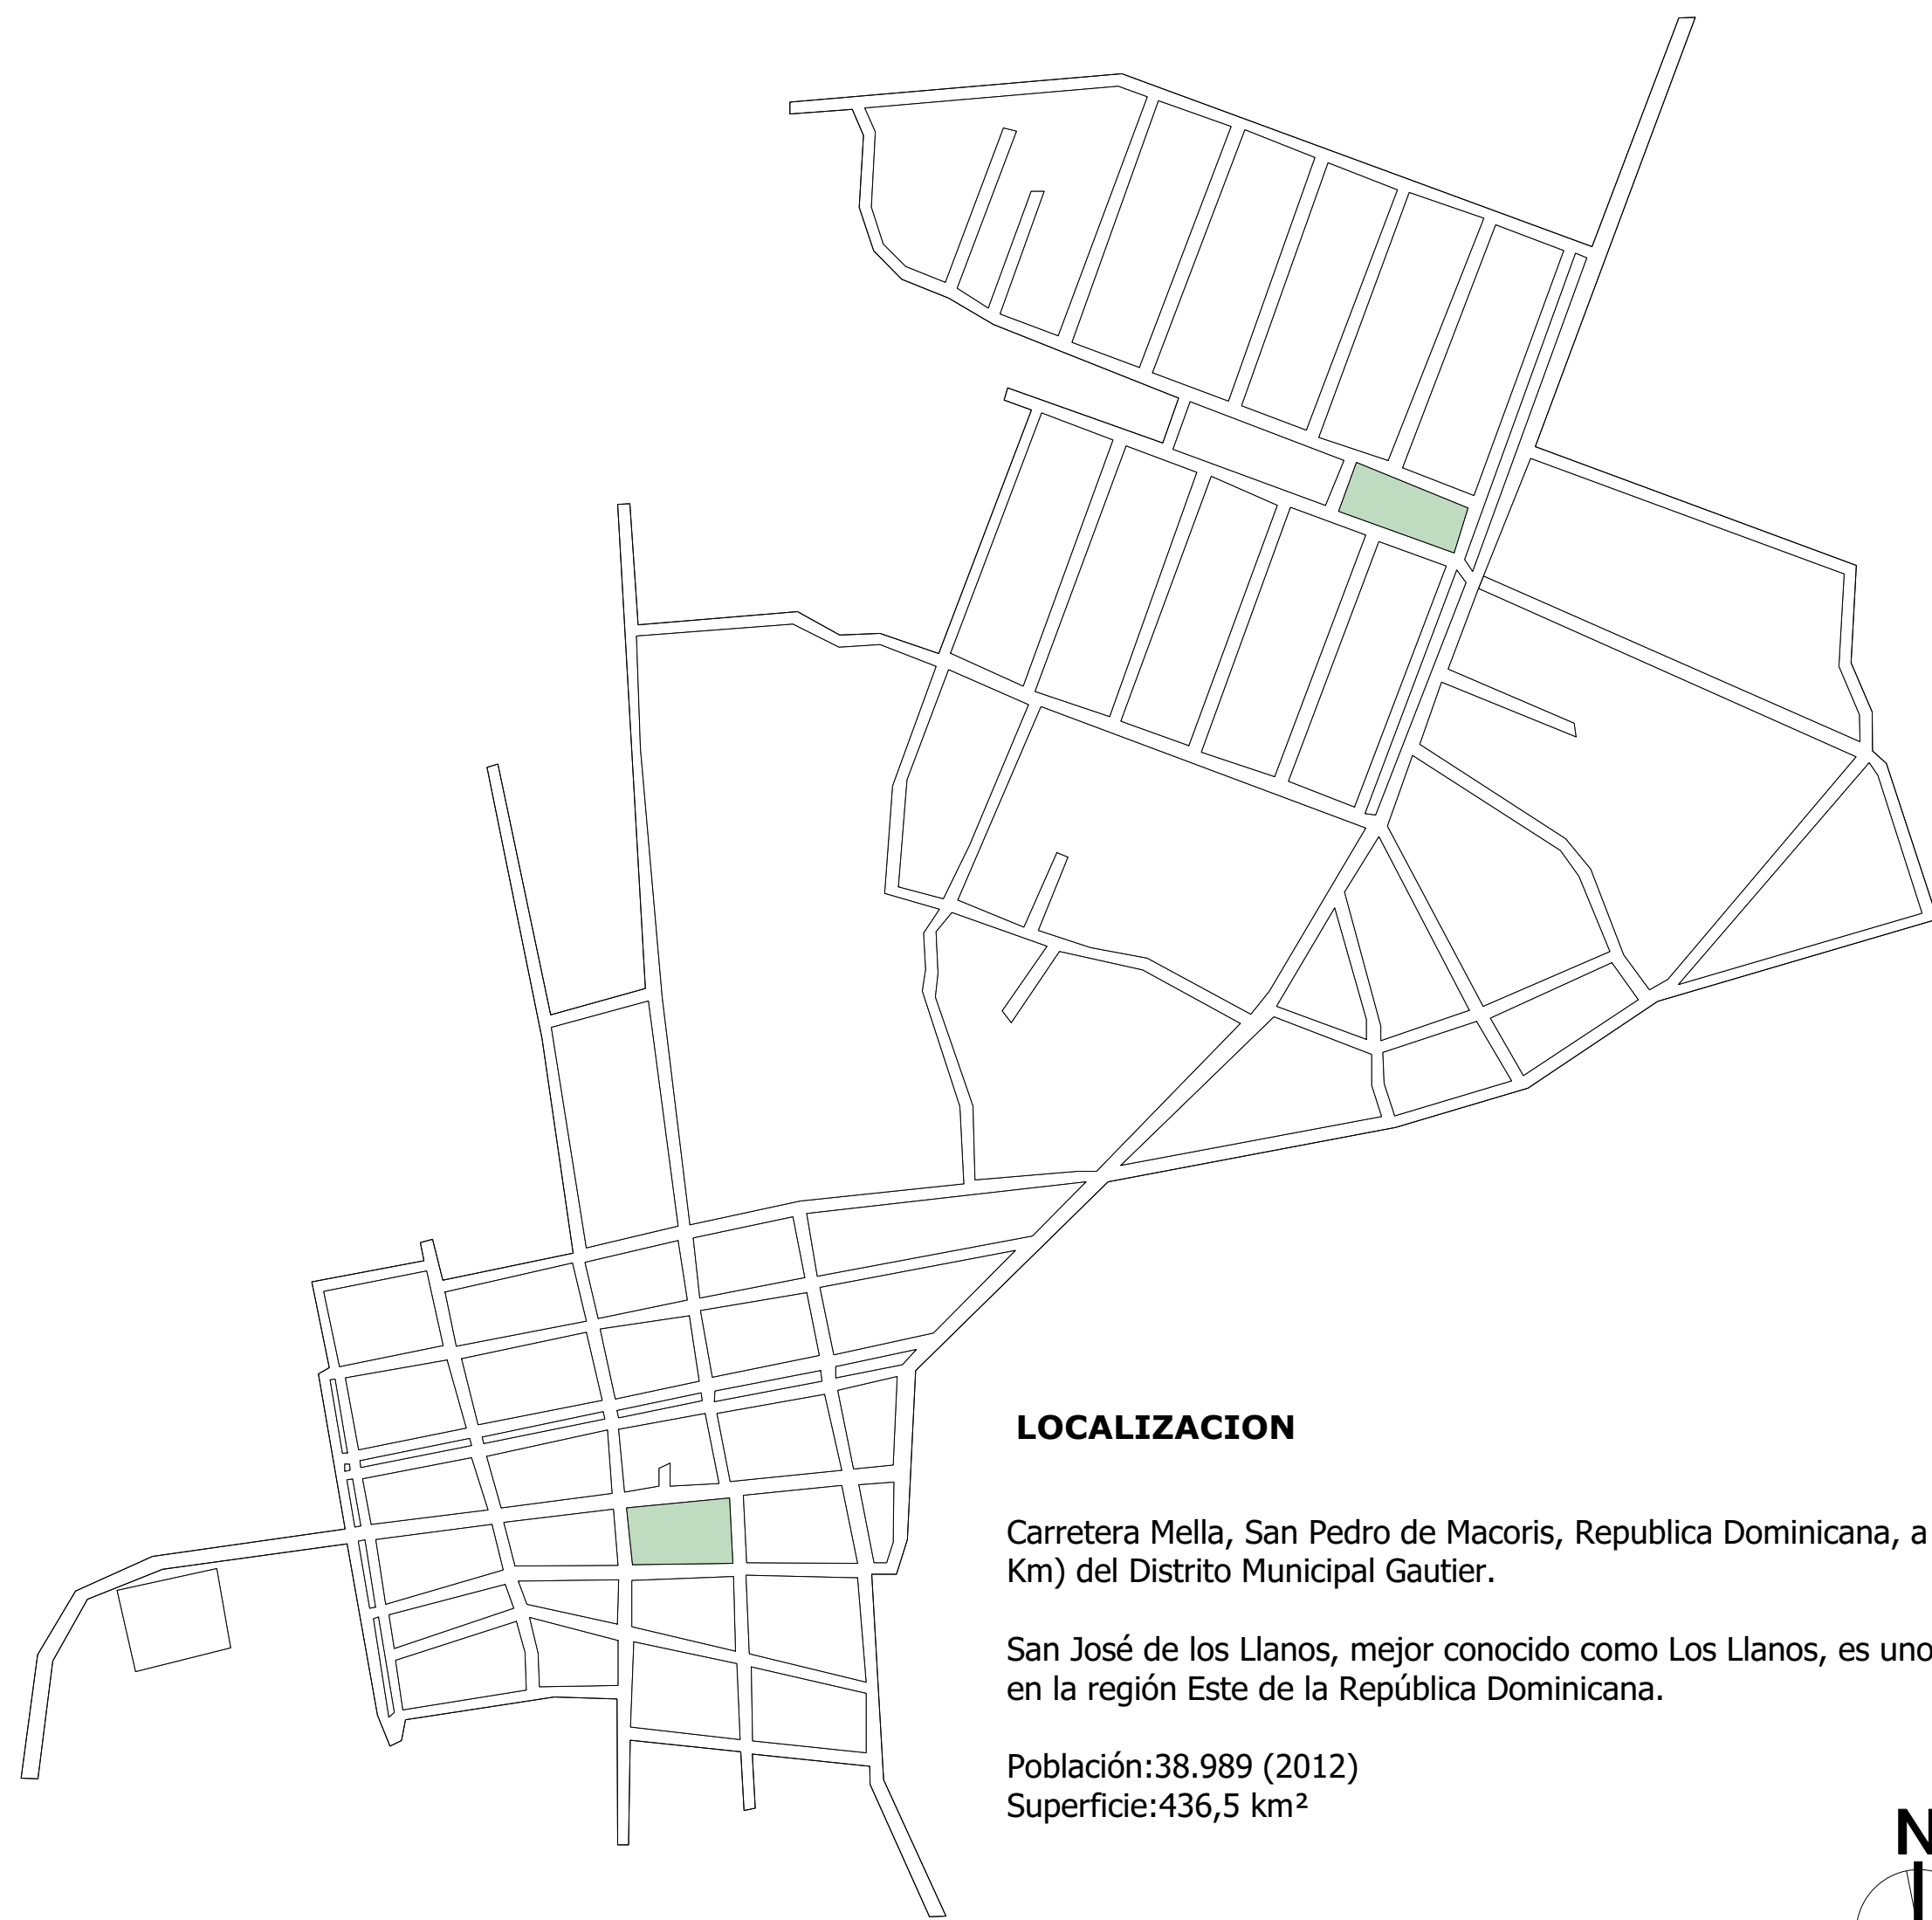 LOCALIZACION
Carretera Mella, San Pedro de Macoris, Republica Dominicana, a
Km) del Distrito Municipal Gautier.
San José de los Llanos, mejor conocido como Los Llanos, es uno
en la región Este de la República Dominicana.
Población:38.989 (2012)
Superficie:436,5 km²
N